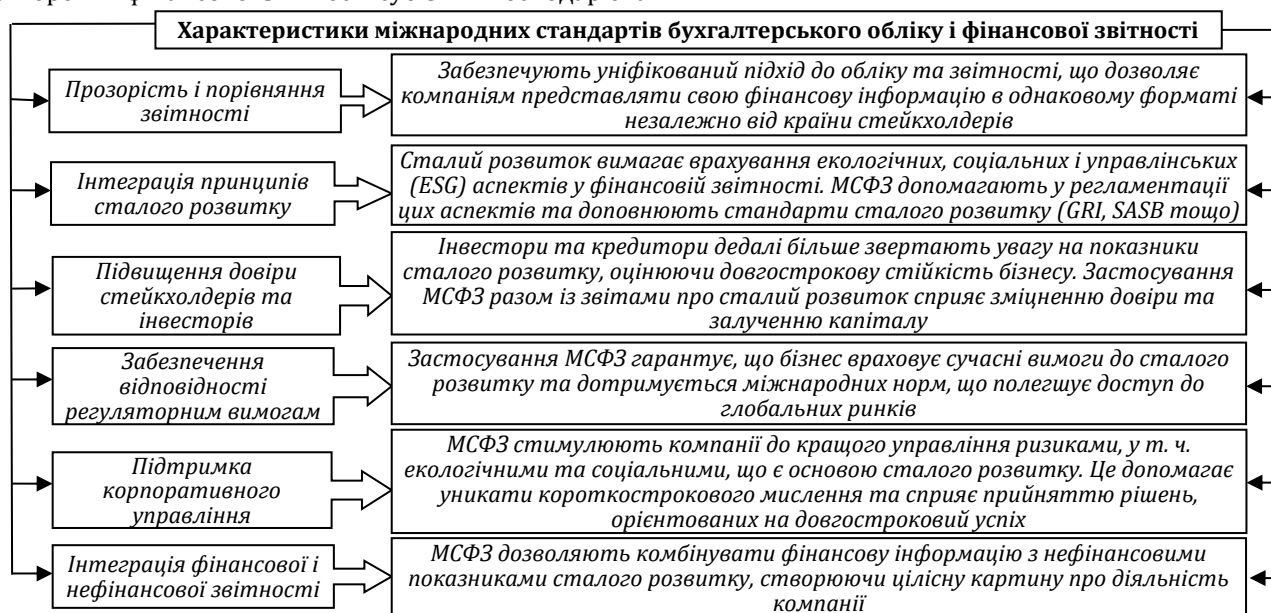 Характеристики міжнародних стандартів бухгалтерського обліку і фінансової звітності
Прозорість і порівняння
звітності
Забезпечують уніфікований підхід до обліку та звітності, що дозволяє
компаніям представляти свою фінансову інформацію в однаковому форматі
незалежно від країни стейкхолдерів
Інтеграція принципів
сталого розвитку
Сталий розвиток вимагає врахування екологічних, соціальних і управлінських
(ESG) аспектів у фінансовій звітності. МСФЗ допомагають у регламентації
цих аспектів та доповнюють стандарти сталого розвитку (GRI, SASB тощо)
Підвищення довіри
стейкхолдерів та
інвесторів
Інвестори та кредитори дедалі більше звертають увагу на показники
сталого розвитку, оцінюючи довгострокову стійкість бізнесу. Застосування
МСФЗ разом із звітами про сталий розвиток сприяє зміцненню довіри та
залученню капіталу
Забезпечення
відповідності
регуляторним вимогам
Застосування МСФЗ гарантує, що бізнес враховує сучасні вимоги до сталого
розвитку та дотримується міжнародних норм, що полегшує доступ до
глобальних ринків
Підтримка
корпоративного
управління
МСФЗ стимулюють компанії до кращого управління ризиками, у т. ч.
екологічними та соціальними, що є основою сталого розвитку. Це допомагає
уникати короткострокового мислення та сприяє прийняттю рішень,
орієнтованих на довгостроковий успіх
Інтеграція фінансової і
нефінансової звітності
МСФЗ дозволяють комбінувати фінансову інформацію з нефінансовими
показниками сталого розвитку, створюючи цілісну картину про діяльність
компанії